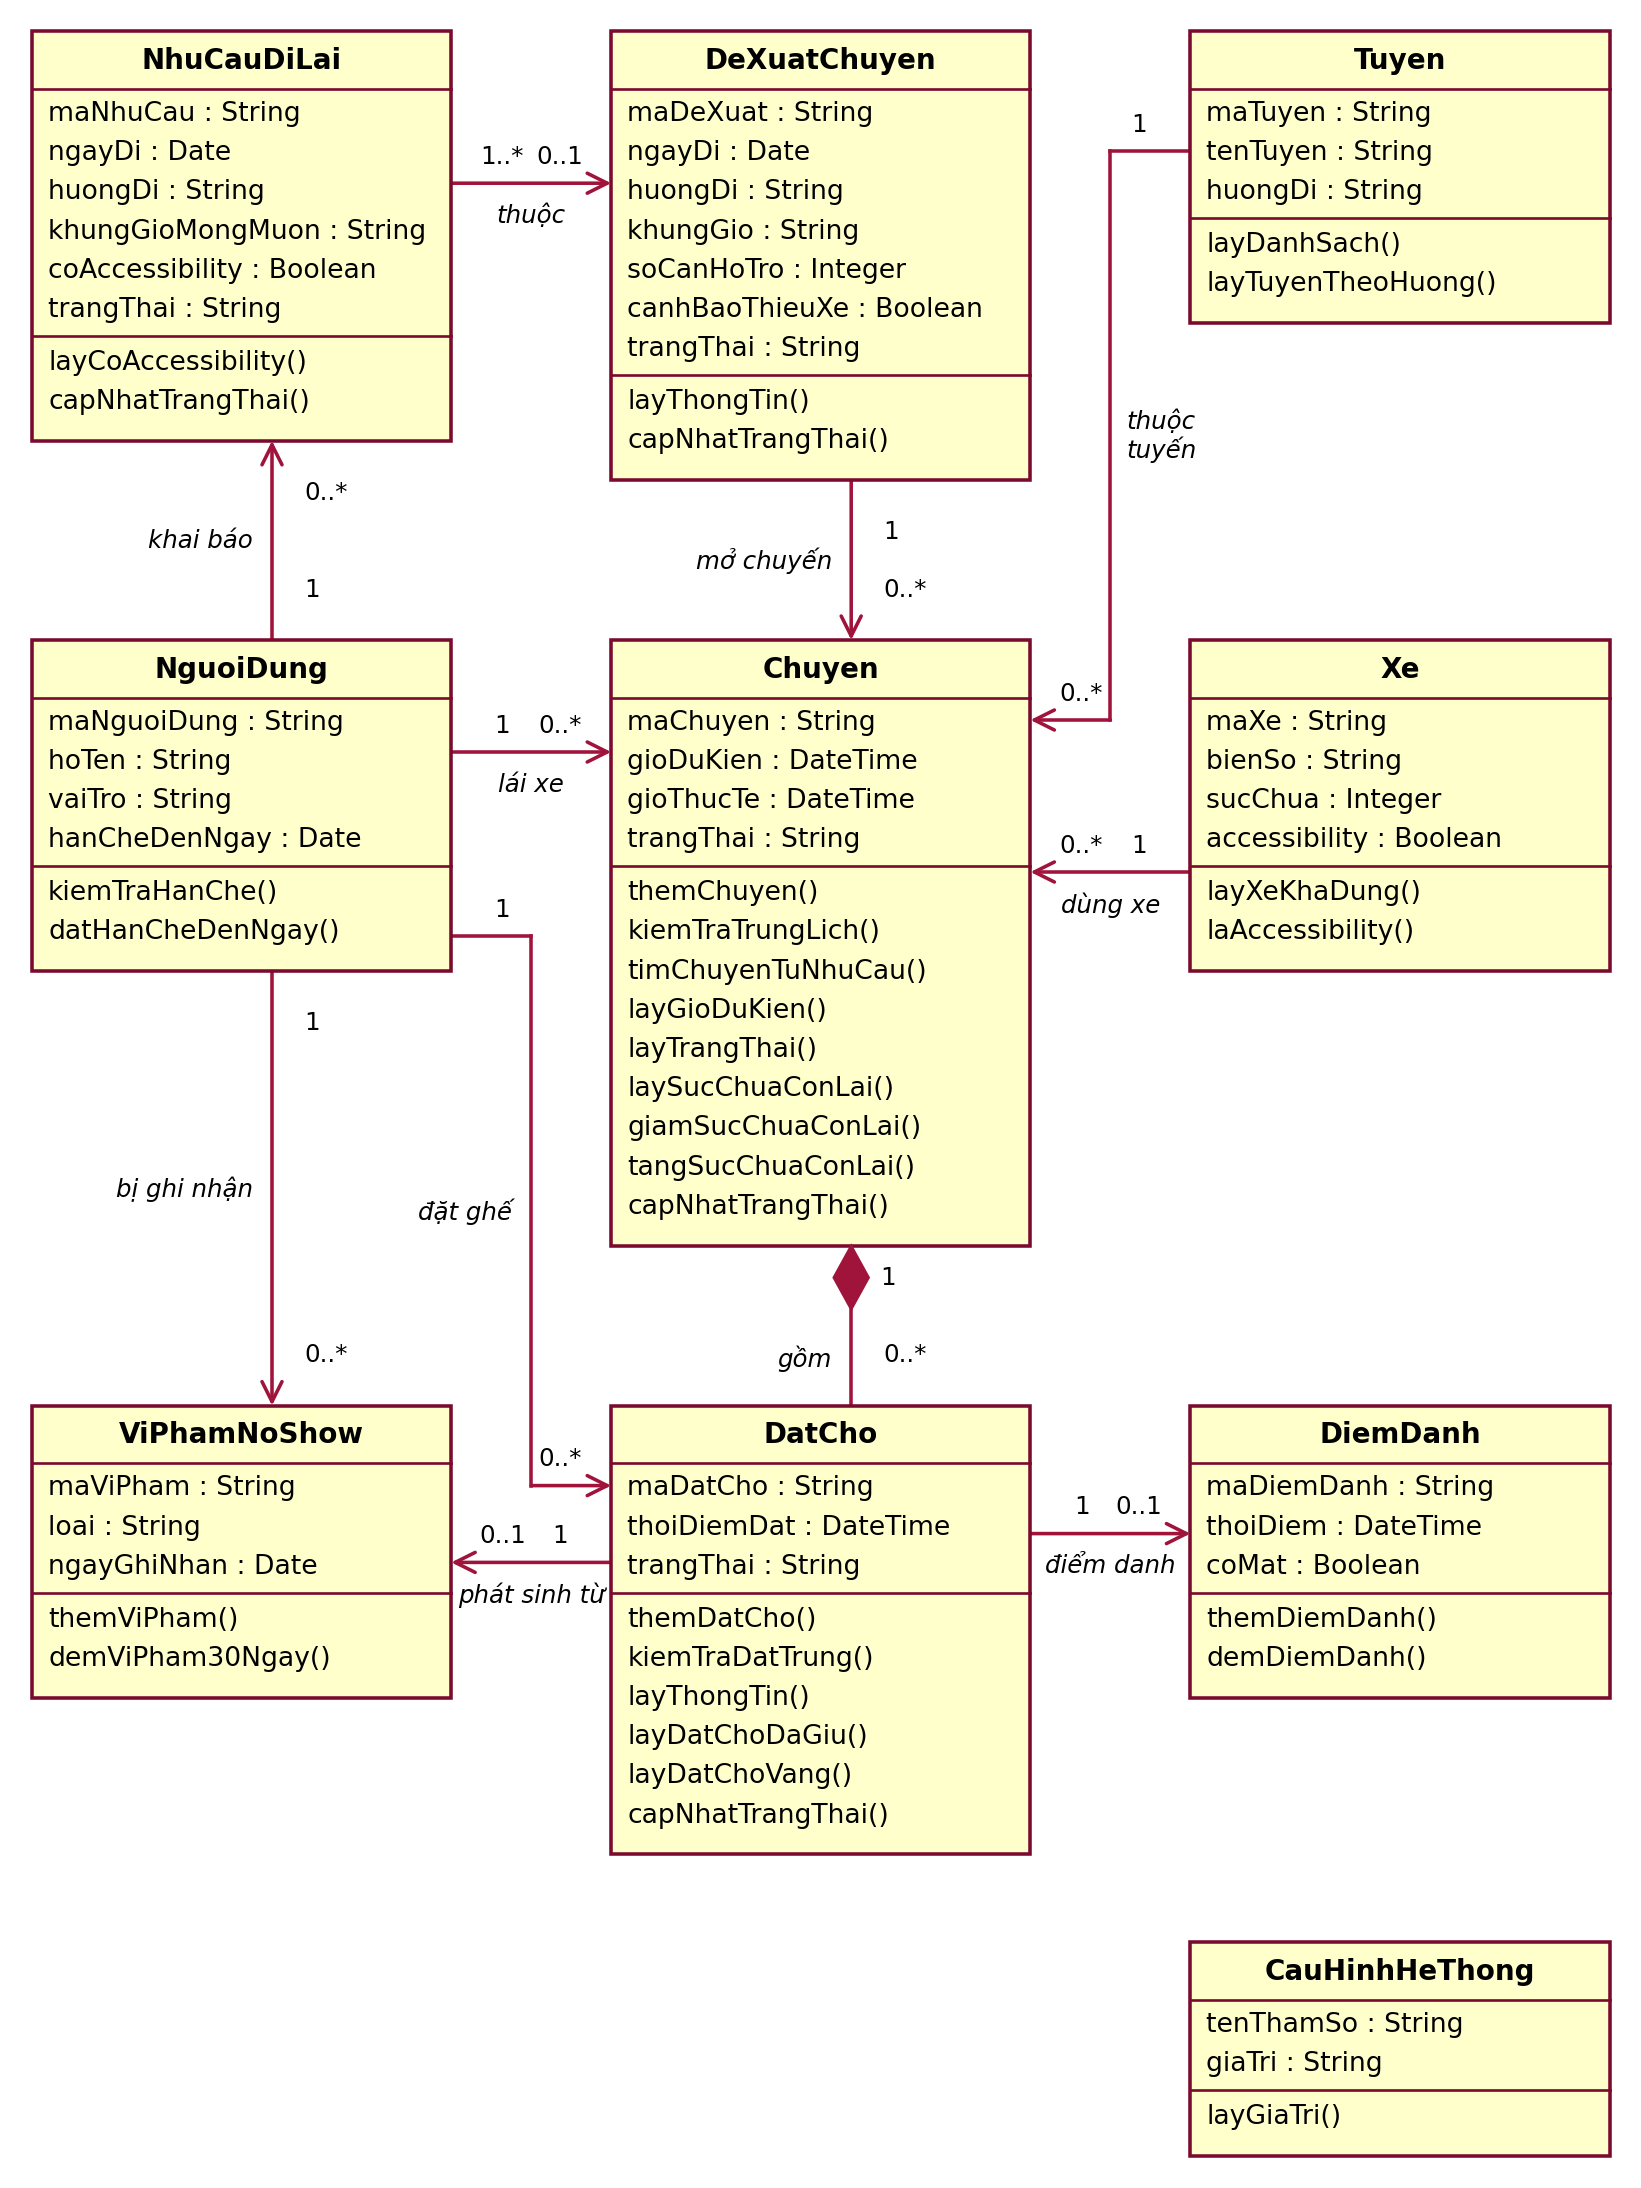 NhuCauDiLai
maNhuCau : String
ngayDi : Date
huongDi : String
khungGioMongMuon : String
coAccessibility : Boolean
trangThai : String
layCoAccessibility()
capNhatTrangThai()
1..* 0..1
thuộc
DeXuatChuyen
maDeXuat : String
ngayDi : Date
huongDi : String
khungGio : String
soCanHoTro : Integer
canhBaoThieuXe : Boolean
trangThai : String
layThongTin()
capNhatTrangThai()
Tuyen
maTuyen : String
tenTuyen : String
huongDi : String
layDanhSach()
layTuyenTheoHuong()
1
thuộc
tuyến
0..*
0..*
khai báo
1
1
mở chuyến
0..*
NguoiDung
maNguoiDung : String
hoTen : String
vaiTro : String
hanCheDenNgay : Date
kiemTraHanChe()
datHanCheDenNgay()
1 0..*
lái xe
Chuyen
maChuyen : String
gioDuKien : DateTime
gioThucTe : DateTime
trangThai : String
themChuyen()
kiemTraTrungLich()
timChuyenTuNhuCau()
layGioDuKien()
layTrangThai()
laySucChuaConLai()
giamSucChuaConLai()
tangSucChuaConLai()
capNhatTrangThai()
0..* 1
dùng xe
Xe
maXe : String
bienSo : String
sucChua : Integer
accessibility : Boolean
layXeKhaDung()
laAccessibility()
1
bị ghi nhận
0..*
1
đặt ghế
0..*
1
gồm
0..*
ViPhamNoShow
maViPham : String
loai : String
ngayGhiNhan : Date
themViPham()
demViPham30Ngay()
0..1 1
phát sinh từ
DatCho
maDatCho : String
thoiDiemDat : DateTime
trangThai : String
themDatCho()
kiemTraDatTrung()
layThongTin()
layDatChoDaGiu()
layDatChoVang()
capNhatTrangThai()
1 0..1
điểm danh
DiemDanh
maDiemDanh : String
thoiDiem : DateTime
coMat : Boolean
themDiemDanh()
demDiemDanh()
CauHinhHeThong
tenThamSo : String
giaTri : String
layGiaTri()